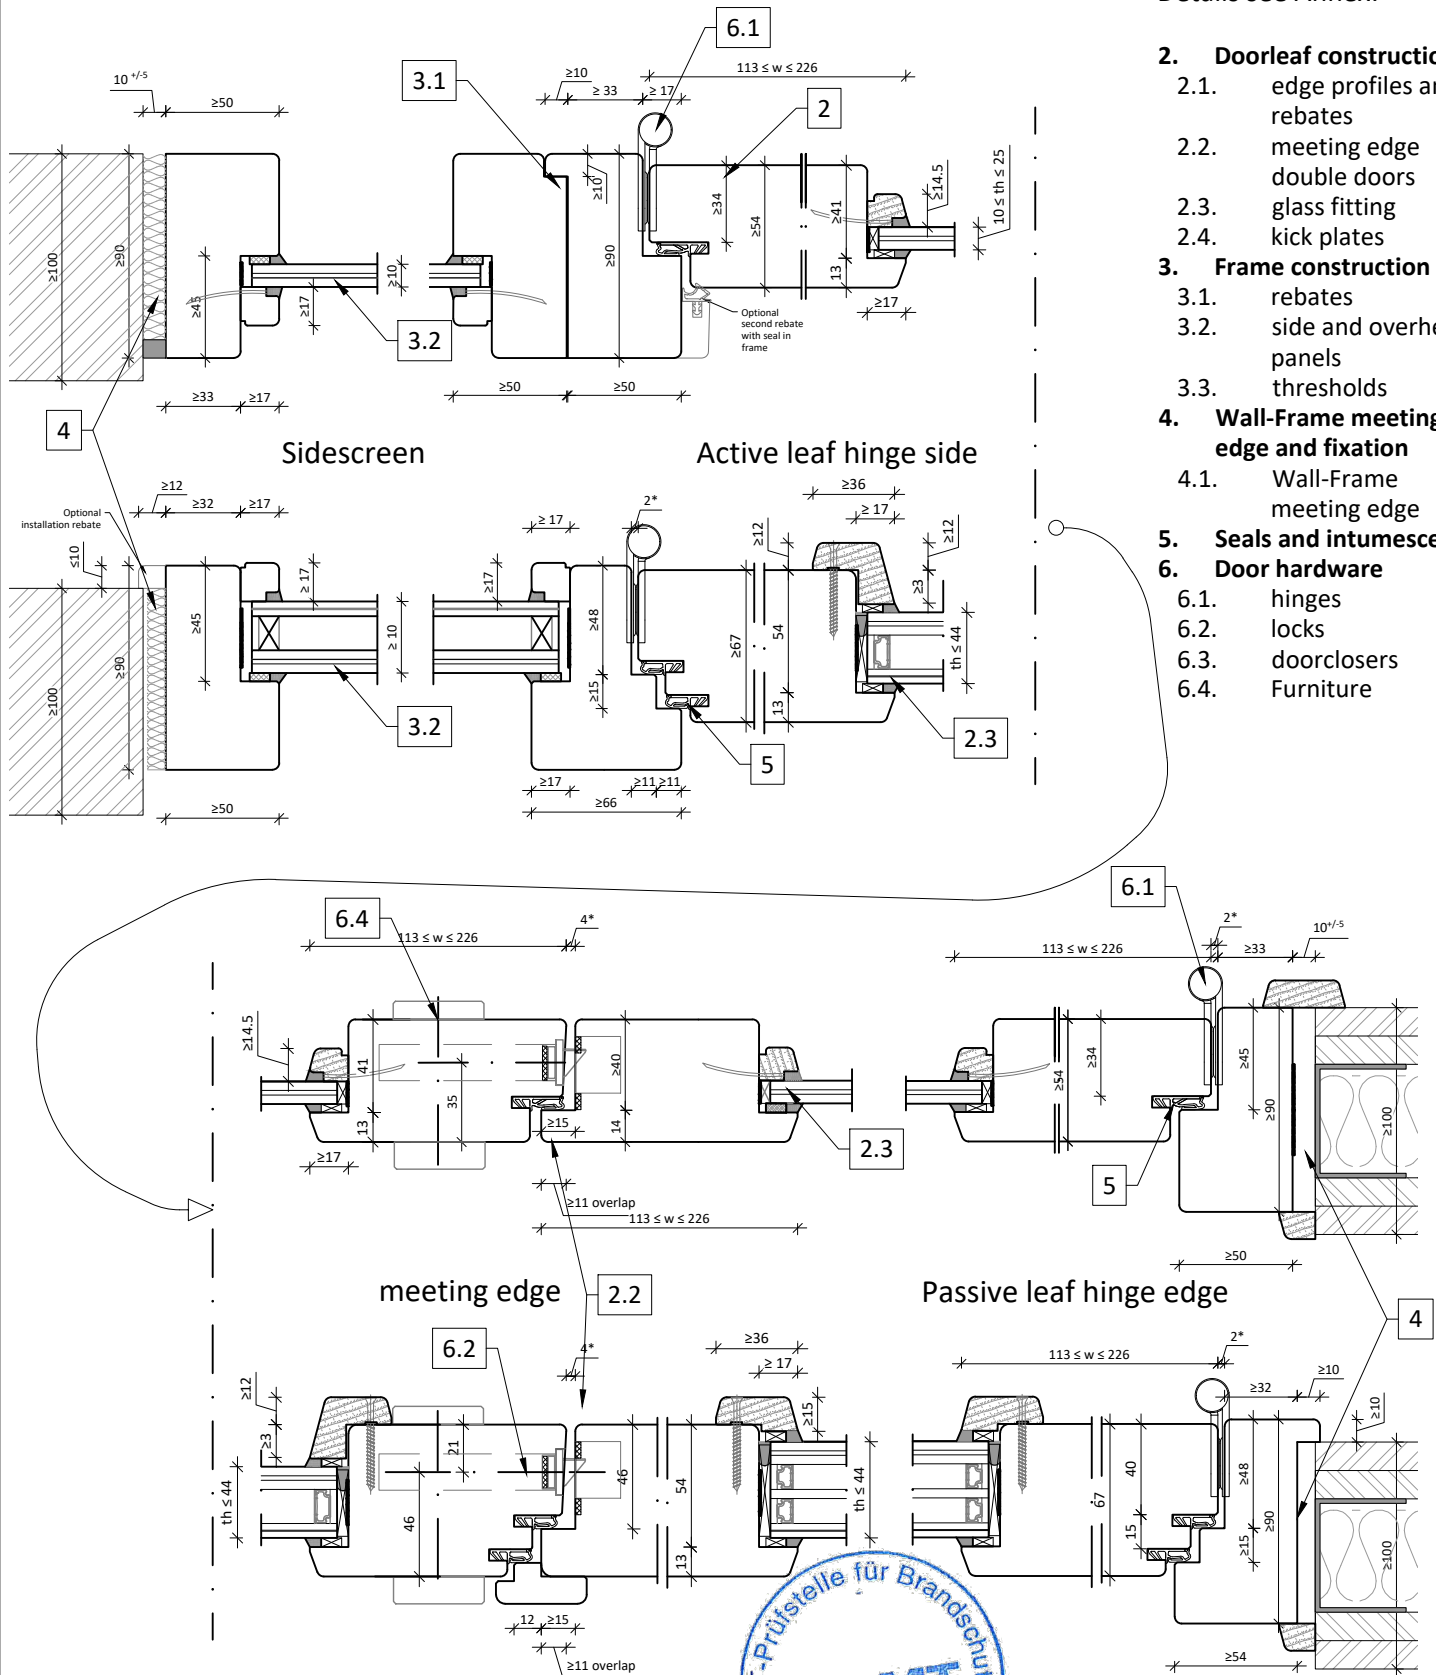 Details see Annex.
2. Doorleaf constructio
2.1. edge profiles a
rebates
2.2. meeting edge
double doors
2.3. glass fitting
2.4. kick plates
3. Frame construction
3.1. rebates
3.2. side and overhe
panels
3.3. thresholds
4. Wall-Frame meeting
edge and fixation
4.1. Wall-Frame
meeting edge
5. Seals and intumesce
6. Door hardware
6.1. hinges
6.2. locks
6.3. doorclosers
6.4. Furniture
6.1
3.1
2
10 +/-5
≥50
≥10
≥ 33
≥ 17
113 ≤ w ≤ 226
≥100
≥90
≥45
≥17
≥10
≥10
≥90
≥34
≥54
≥41
13
≥14.5
10 ≤ th ≤ 25
≥17
3.2
Optional
second rebate
with seal in
frame
≥33
≥17
≥50
≥50
4
Sidescreen
Active leaf hinge side
Optional
installation rebate
≥12
≥32
≥17
≤10
≥100
≥90
≥45
≥ 17
≥ 10
≥17
≥ 17
2*
≥48
≥15
≥67
54
13
≥12
≥36
≥ 17
≥12
≥3
th ≤ 44
3.2
5
2.3
≥50
≥17
≥11
≥11
≥66
6.4
113 ≤ w ≤ 226
4*
6.1
113 ≤ w ≤ 226
2*
≥33
10+/-5
≥14.5
41
13
35
≥40
14
≥15
≥17
≥11 overlap
113 ≤ w ≤ 226
2.3
≥54
≥34
≥45
≥90
≥100
5
≥50
meeting edge
2.2
Passive leaf hinge edge
4
6.2
4*
≥36
≥ 17
113 ≤ w ≤ 226
2*
≥32
≥10
≥10
≥12
≥3
th ≤ 44
21
46
46
54
13
≥15
th ≤ 44
67
40
15
≥48
≥15
≥90
≥100
12
≥15
≥11 overlap
≥54
-Prüfstelle für Brandschu